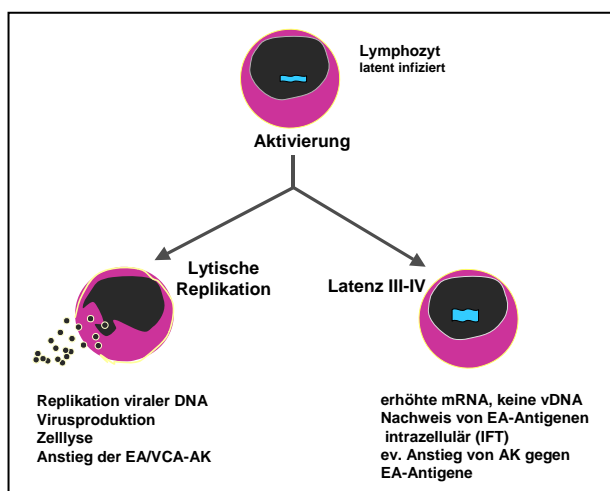 Lymphozyt
latent infiziert
Aktivierung
Lytische
Replikation
Latenz III-IV
Replikation viraler DNA
Virusproduktion
Zelllyse
Anstieg der EA/VCA-AK
erhöhte mRNA, keine vDNA
Nachweis von EA-Antigenen
intrazellulär (IFT)
ev. Anstieg von AK gegen
EA-Antigene